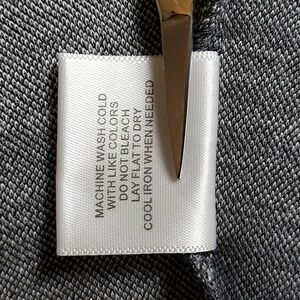 MACHINE WASH COLD
WITH LIKE COLORS
DO NOT BLEACH
LAY FLAT TO DRY
COOL IRON WHEN NEEDED